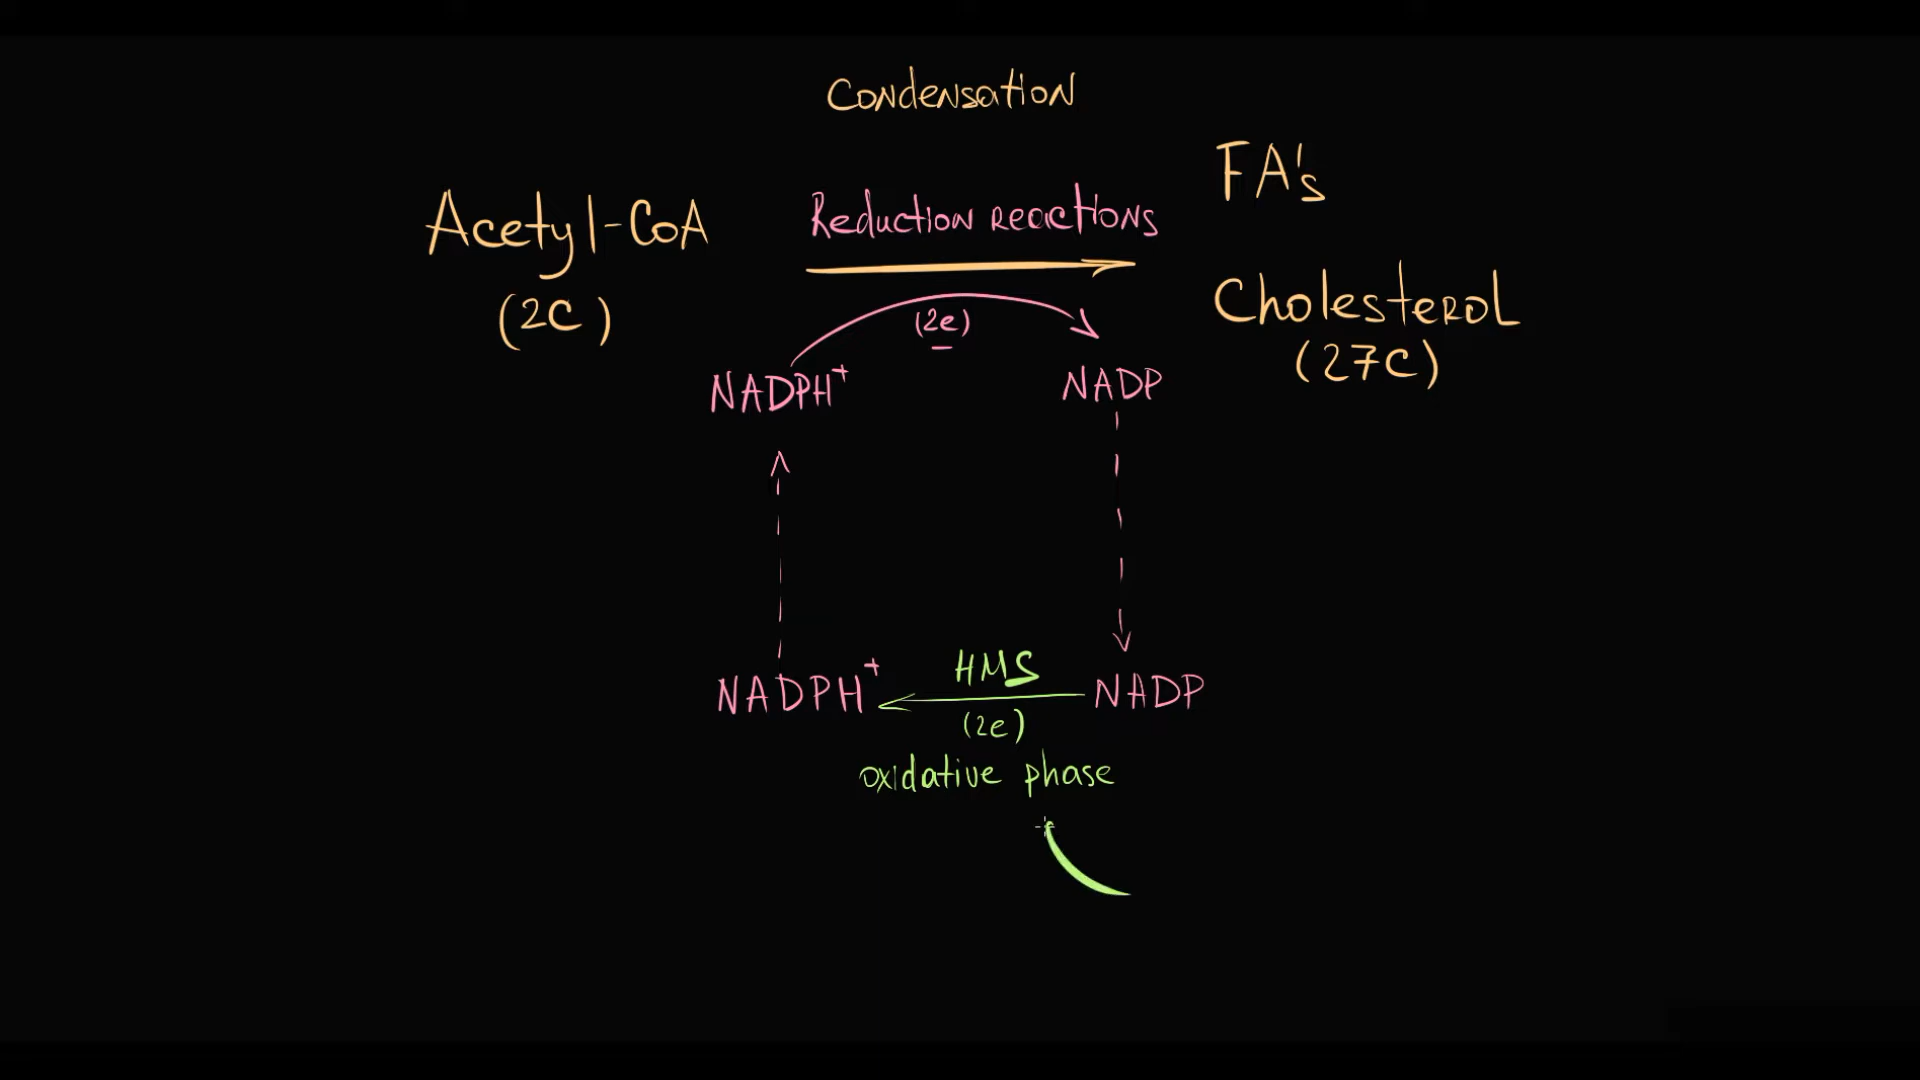 Condensation
Acetyl-CoA
(2C)
Reduction reactions
FA's
Cholesterol
(27C)
(2e)
NADPH+
NADP
HMS
NADPH+
NADP
(2e)
oxidative phase